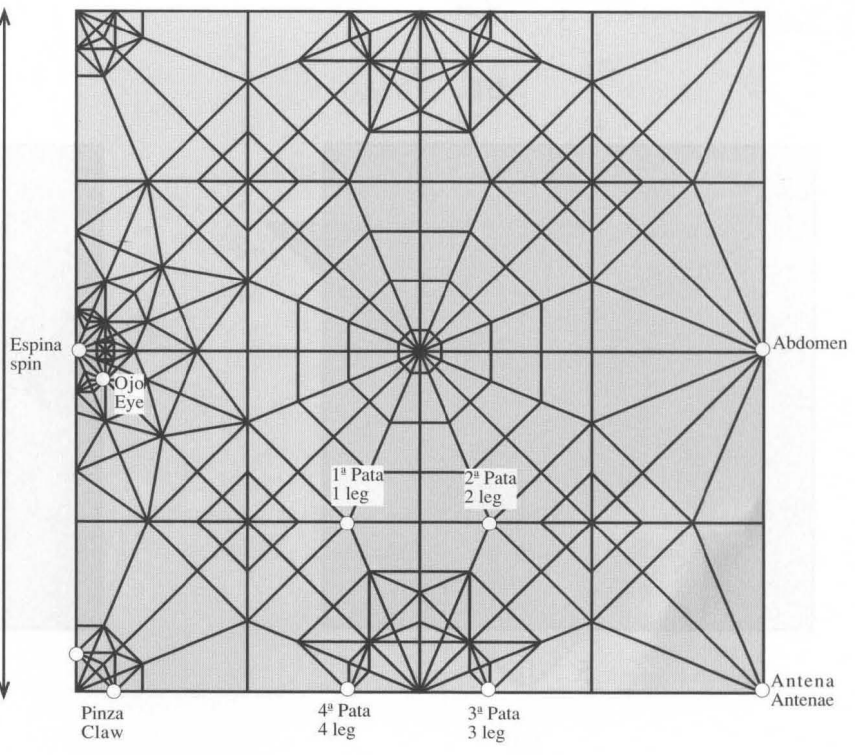 Espina
spin
Abdomen
Ojo
Eye
1ª Pata
1 leg
2ª Pata
2 leg
Antena
Antenae
Pinza
Claw
4ª Pata
4 leg
3ª Pata
3 leg